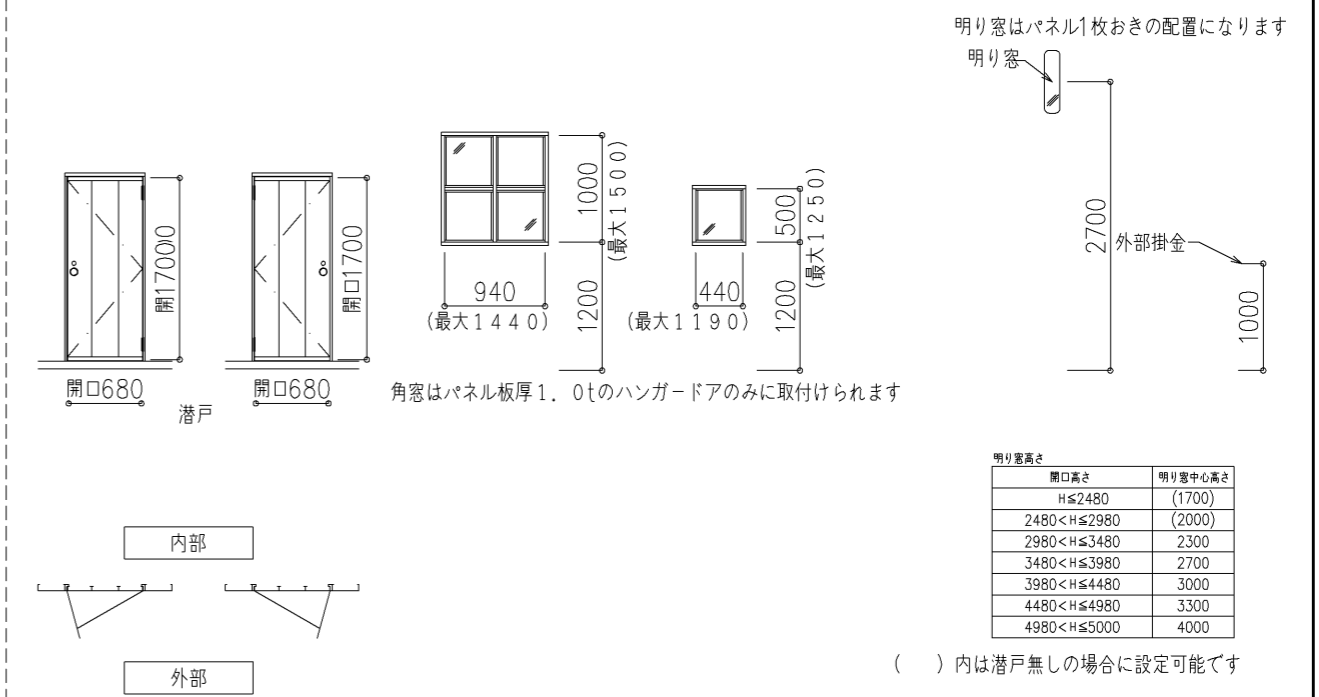 明り窓はパネル1枚おきの配置になります
明り窓
2700
外部掛金
1000
開17000
開口1700
開口680
開口680
潜戸
1000
(最大1500)
940
(最大1440)
1200
500
(最大1250)
440
(最大1190)
1200
角窓はパネル板厚1.0tのハンガードアのみに取付けられます
明り窓高さ
開口高さ 明り窓中心高さ
H≦2480 (1700)
2480<H≦2980 (2000)
2980<H≦3480 2300
3480<H≦3980 2700
3980<H≦4480 3000
4480<H≦4980 3300
4980<H≦5000 4000
( )内は潜戸無しの場合に設定可能です
内部
外部